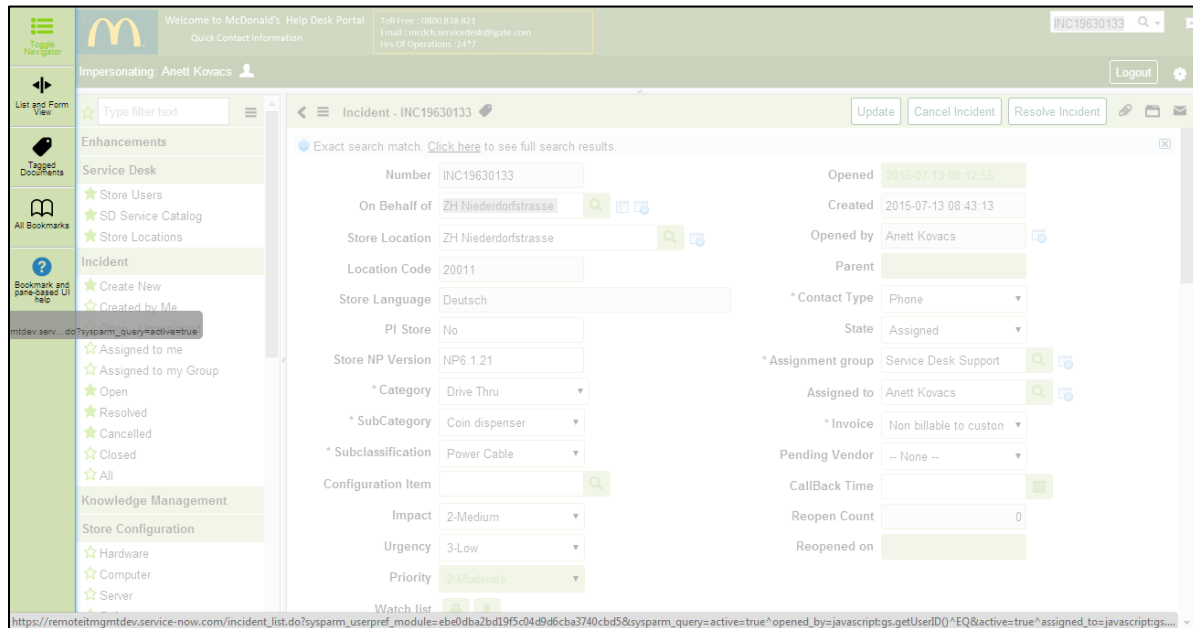 Toggle Navigator
Welcome to McDonald's Help Desk Portal
Quick Contact Information
Toll Free : 0800 838 821
Email : mcdch.servicedesk@igate.com
Hrs Of Operations :24*7
INC19630133
Impersonating: Anett Kovacs
Logout
List and Form View
Tagged Documents
All Bookmarks
Bookmark and pane-based UI help
mtdev.serv... do?sysparm_query=active=true
Type filter text
Enhancements
Service Desk
Store Users
SD Service Catalog
Store Locations
Incident
Create New
Created by Me
Assigned to me
Assigned to my Group
Open
Resolved
Cancelled
Closed
All
Knowledge Management
Store Configuration
Hardware
Computer
Server
Incident - INC19630133
Update
Cancel Incident
Resolve Incident
Exact search match. Click here to see full search results.
Number INC19630133
On Behalf of ZH Niederdorfstrasse
Store Location ZH Niederdorfstrasse
Location Code 20011
Store Language Deutsch
PI Store No
Store NP Version NP6.1.21
* Category Drive Thru
* SubCategory Coin dispenser
* Subclassification Power Cable
Configuration Item
Impact 2-Medium
Urgency 3-Low
Priority 2-Moderate
Watch list
Opened 2015-07-13 08:12:55
Created 2015-07-13 08:43:13
Opened by Anett Kovacs
Parent
* Contact Type Phone
State Assigned
* Assignment group Service Desk Support
Assigned to Anett Kovacs
* Invoice Non billable to custon
Pending Vendor -- None --
CallBack Time
Reopen Count 0
Reopened on
https://remoteitmgmtdev.service-now.com/incident_list.do?sysparm_userpref_module=ebe0dba2bd19f5c04d9d6cba3740cbd5&sysparm_query=active=true^opened_by=javascript:gs.getUserID()^EQ&active=true^assigned_to=javascript:gs....